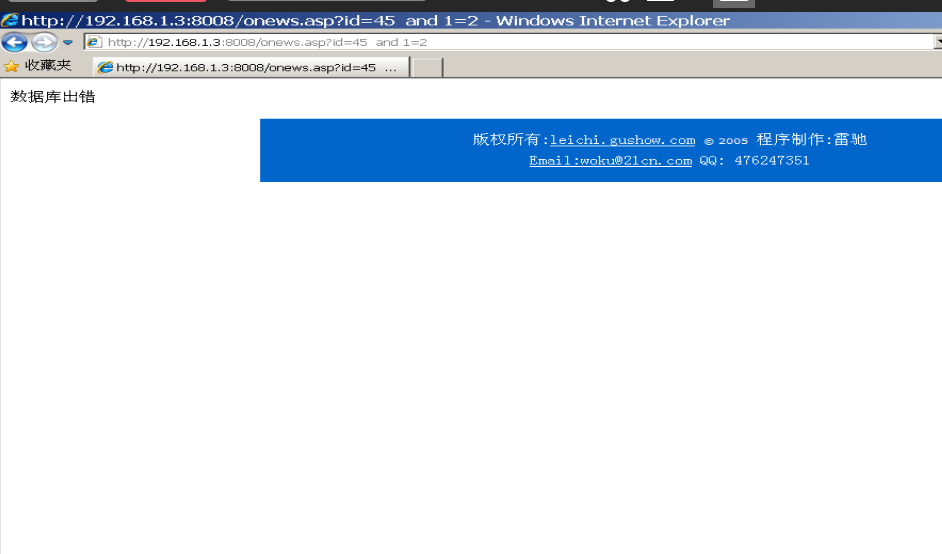 http://192.168.1.3:8008/onews.asp?id=45  and 1=2 - Windows Internet Explorer
http://192.168.1.3:8008/onews.asp?id=45  and 1=2
收藏夹
http://192.168.1.3:8008/onews.asp?id=45  ...
数据库出错
版权所有:leichi.gushow.com © 2005 程序制作:雷驰
Email:woku@21cn.com QQ: 476247351